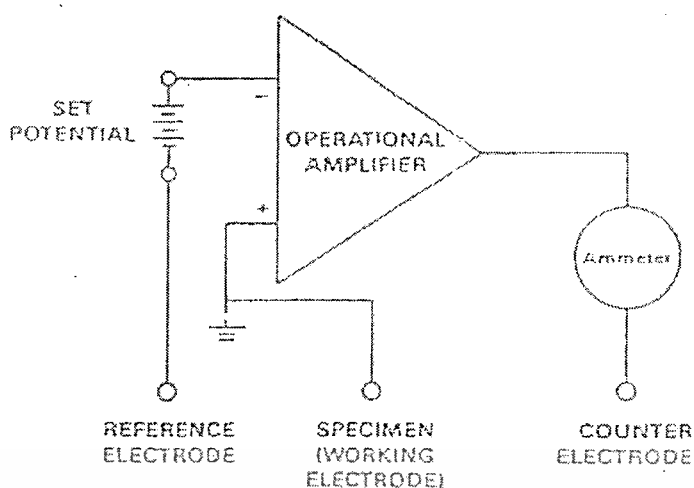 SET
POTENTIAL
−
OPERATIONAL
AMPLIFIER
+
Ammeter
REFERENCE
ELECTRODE
SPECIMEN
(WORKING
ELECTRODE)
COUNTER
ELECTRODE